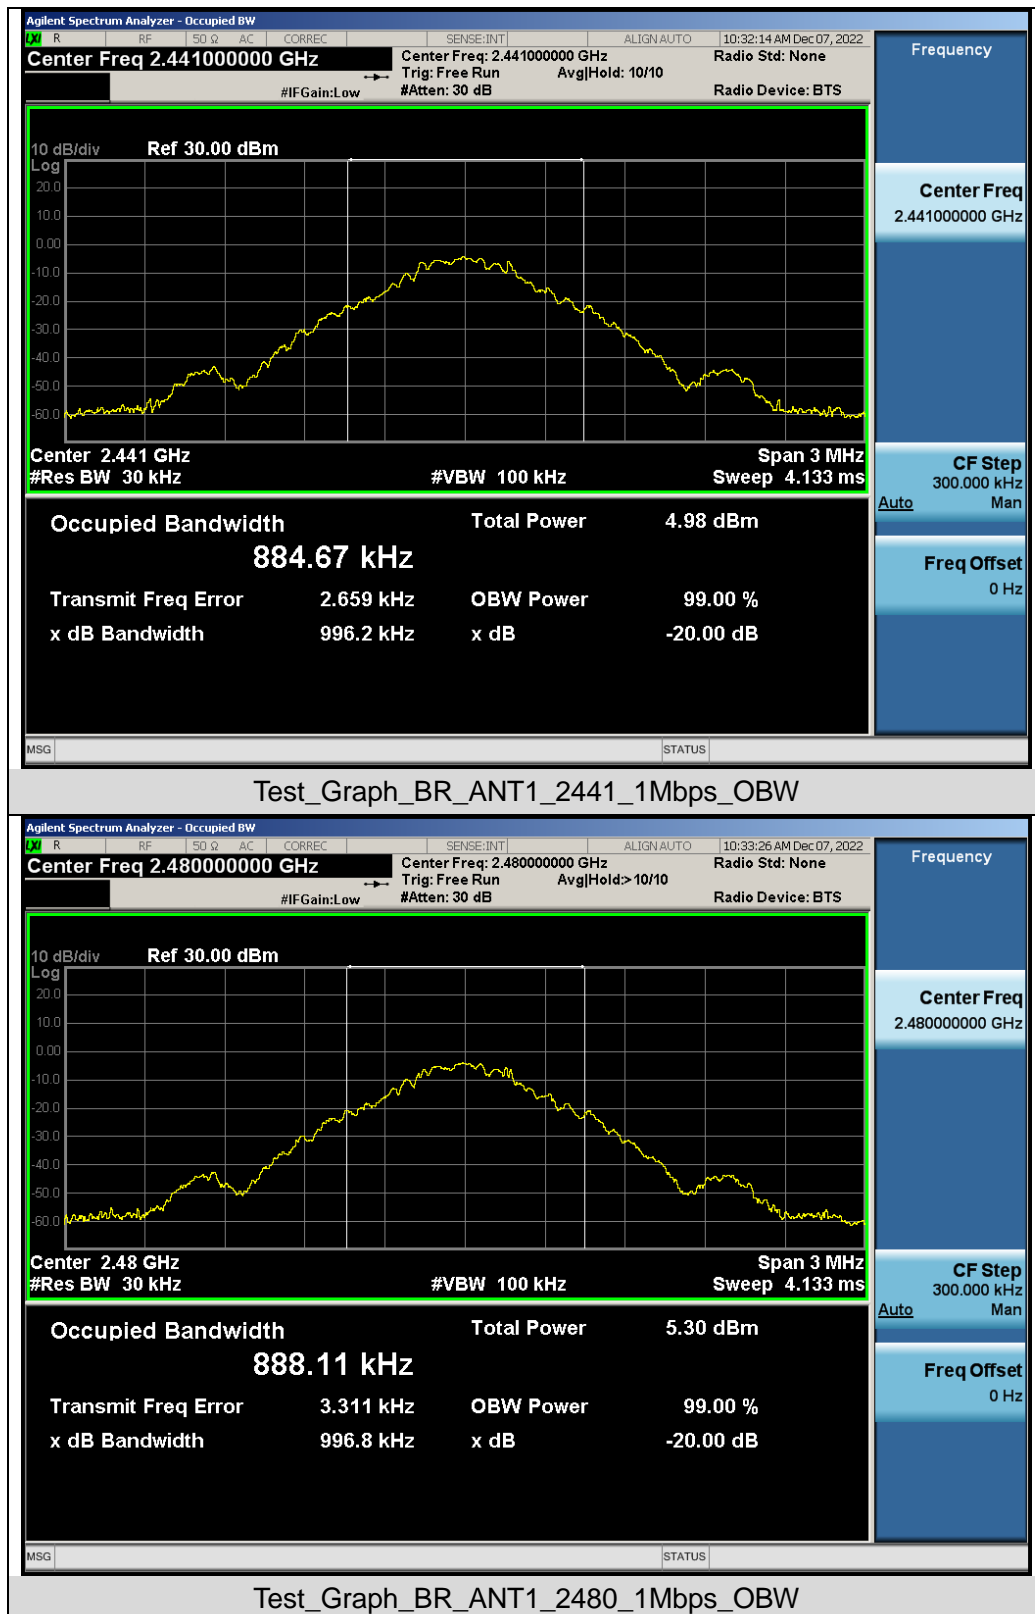 Agilent Spectrum Analyzer - Occupied BW
LXI R RF 50 Ω AC CORREC SENSE:INT ALIGN AUTO 10:32:14 AM Dec 07, 2022
Center Freq 2.441000000 GHz Center Freq: 2.441000000 GHz Radio Std: None Frequency
Trig: Free Run Avg|Hold: 10/10
#IFGain:Low #Atten: 30 dB Radio Device: BTS
10 dB/div Ref 30.00 dBm
Log
20.0
10.0
0.00
-10.0
-20.0
-30.0
-40.0
-50.0
-60.0
Center Freq
2.441000000 GHz
Center 2.441 GHz Span 3 MHz
#Res BW 30 kHz #VBW 100 kHz Sweep 4.133 ms
CF Step
300.000 kHz
Auto Man
Occupied Bandwidth Total Power 4.98 dBm
884.67 kHz
Freq Offset
0 Hz
Transmit Freq Error 2.659 kHz OBW Power 99.00 %
x dB Bandwidth 996.2 kHz x dB -20.00 dB
MSG STATUS
Test_Graph_BR_ANT1_2441_1Mbps_OBW
Agilent Spectrum Analyzer - Occupied BW
LXI R RF 50 Ω AC CORREC SENSE:INT ALIGN AUTO 10:33:26 AM Dec 07, 2022
Center Freq 2.480000000 GHz Center Freq: 2.480000000 GHz Radio Std: None Frequency
Trig: Free Run Avg|Hold:>10/10
#IFGain:Low #Atten: 30 dB Radio Device: BTS
10 dB/div Ref 30.00 dBm
Log
20.0
10.0
0.00
-10.0
-20.0
-30.0
-40.0
-50.0
-60.0
Center Freq
2.480000000 GHz
Center 2.48 GHz Span 3 MHz
#Res BW 30 kHz #VBW 100 kHz Sweep 4.133 ms
CF Step
300.000 kHz
Auto Man
Occupied Bandwidth Total Power 5.30 dBm
888.11 kHz
Freq Offset
0 Hz
Transmit Freq Error 3.311 kHz OBW Power 99.00 %
x dB Bandwidth 996.8 kHz x dB -20.00 dB
MSG STATUS
Test_Graph_BR_ANT1_2480_1Mbps_OBW